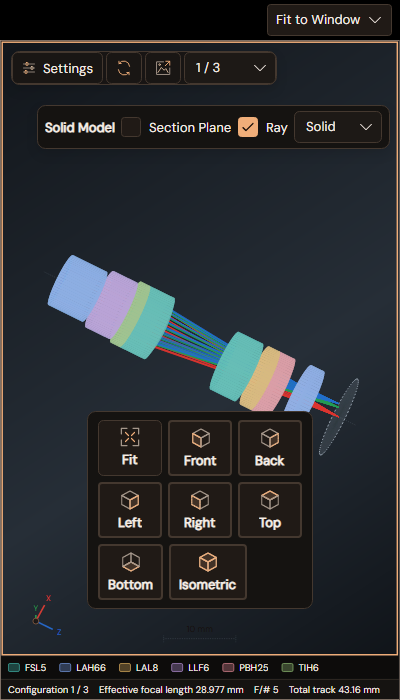 Fit to Window
Settings
1 / 3
Solid Model
Section Plane
Ray
Solid
Fit
Front
Back
Left
Right
Top
Bottom
Isometric
X
Y
Z
FSL5 LAH66 LAL8 LLF6 PBH25 TIH6
Configuration 1 / 3 Effective focal length 28.977 mm F/# 5 Total track 43.16 mm